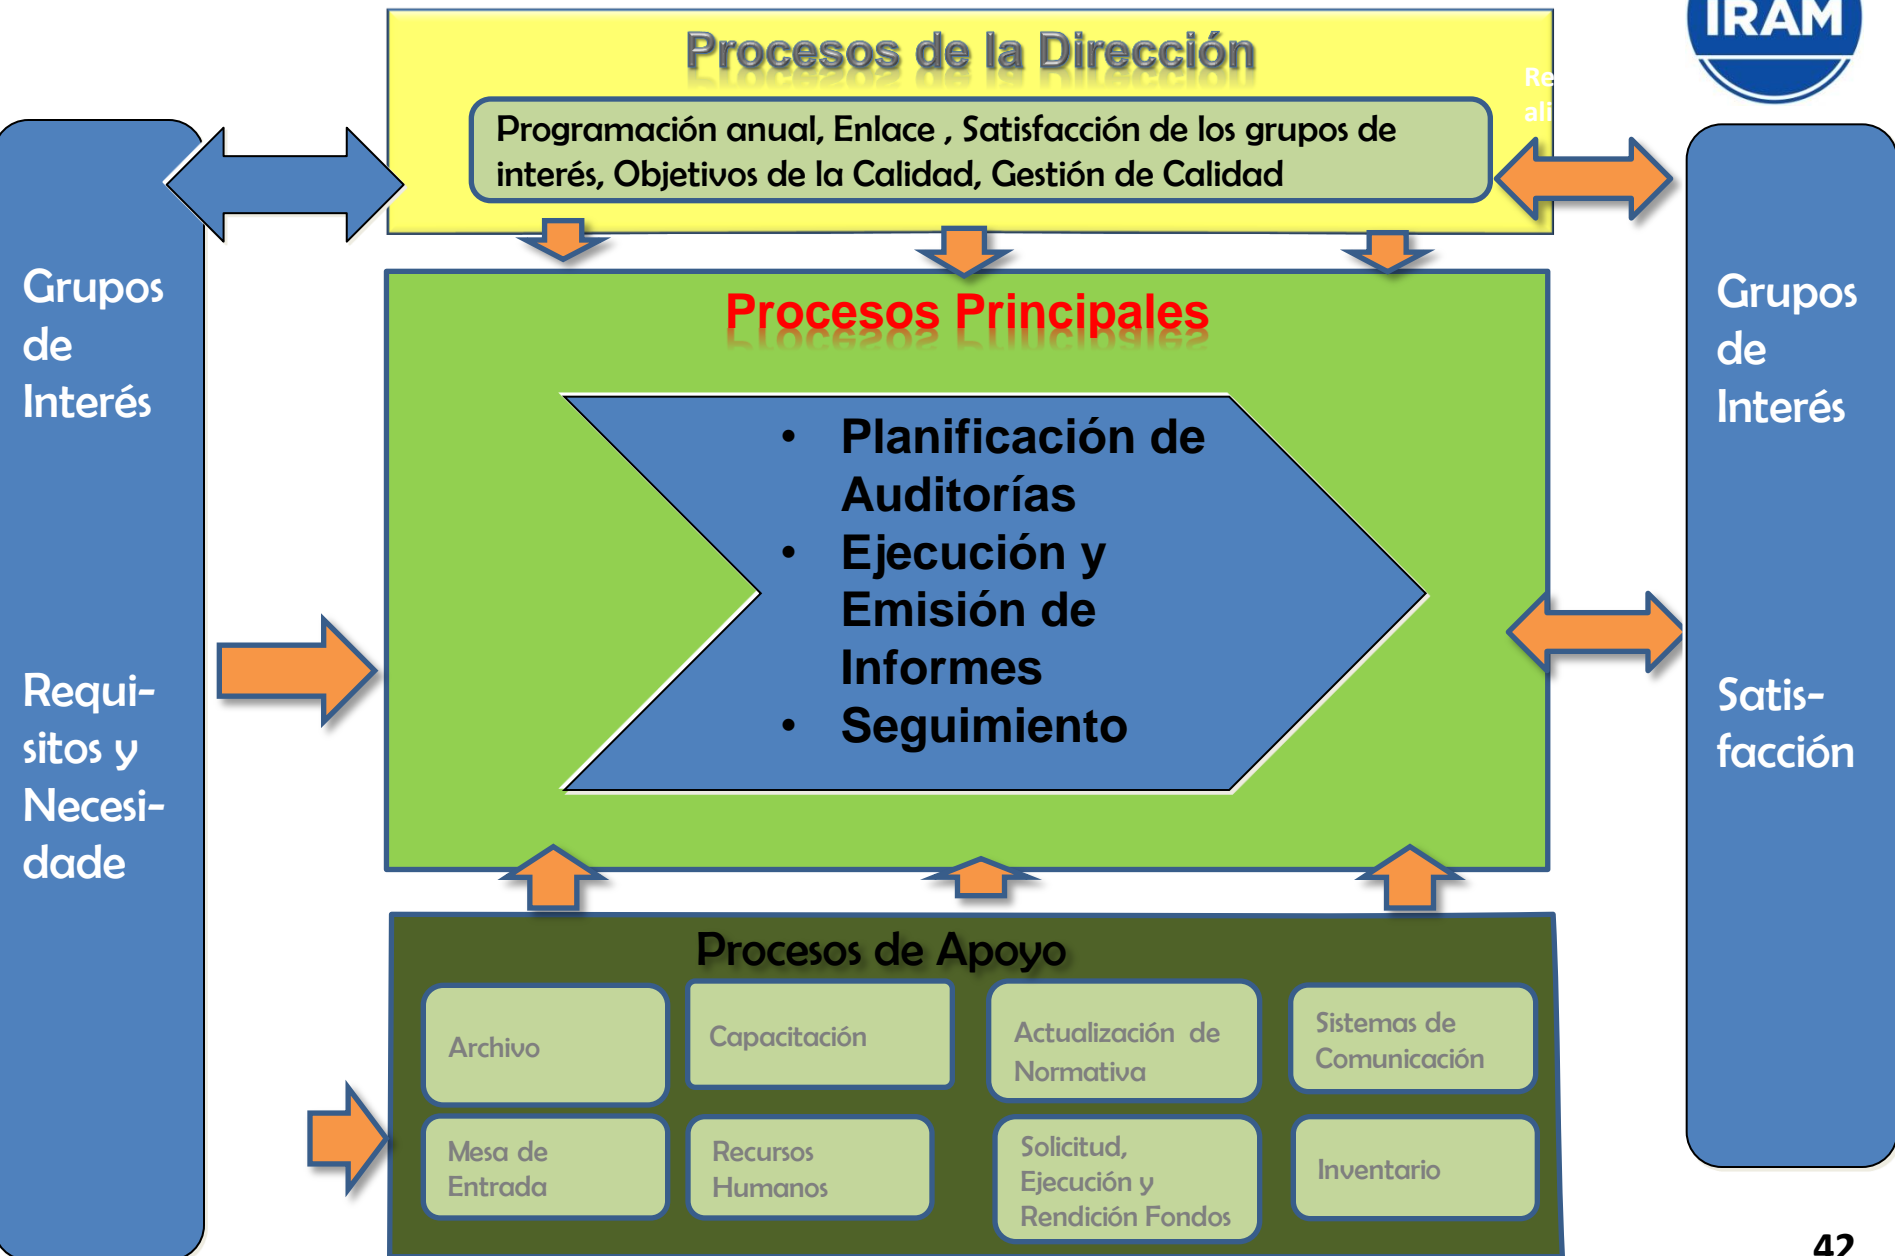 IRAM
Procesos de la Dirección
Re
ali
Programación anual, Enlace , Satisfacción de los grupos de
interés, Objetivos de la Calidad, Gestión de Calidad
Grupos
de
Interés
Requi-
sitos y
Necesi-
dade
Procesos Principales
• Planificación de
Auditorías
• Ejecución y
Emisión de
Informes
• Seguimiento
Grupos
de
Interés
Satis-
facción
Procesos de Apoyo
Archivo
Capacitación
Actualización de
Normativa
Sistemas de
Comunicación
Mesa de
Entrada
Recursos
Humanos
Solicitud,
Ejecución y
Rendición Fondos
Inventario
42